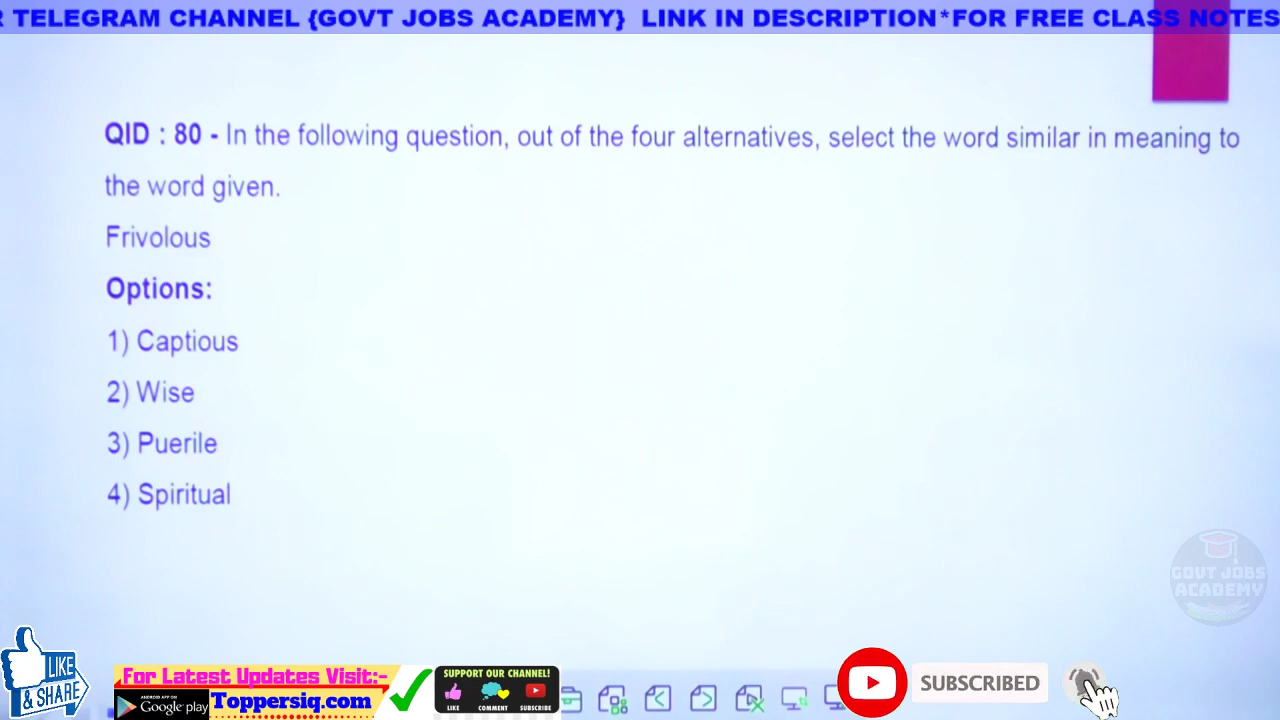 R TELEGRAM CHANNEL {GOVT JOBS ACADEMY} LINK IN DESCRIPTION*FOR FREE CLASS NOTES
QID : 80 - In the following question, out of the four alternatives, select the word similar in meaning to
the word given.
Frivolous
Options:
1) Captious
2) Wise
3) Puerile
4) Spiritual
GOVT JOBS
ACADEMY
LIKE
& SHARE
For Latest Updates Visit:-
ANDROID APP ON
Google play
Toppersiq.com
SUPPORT OUR CHANNEL!
LIKE
COMMENT
SUBSCRIBE
SUBSCRIBED